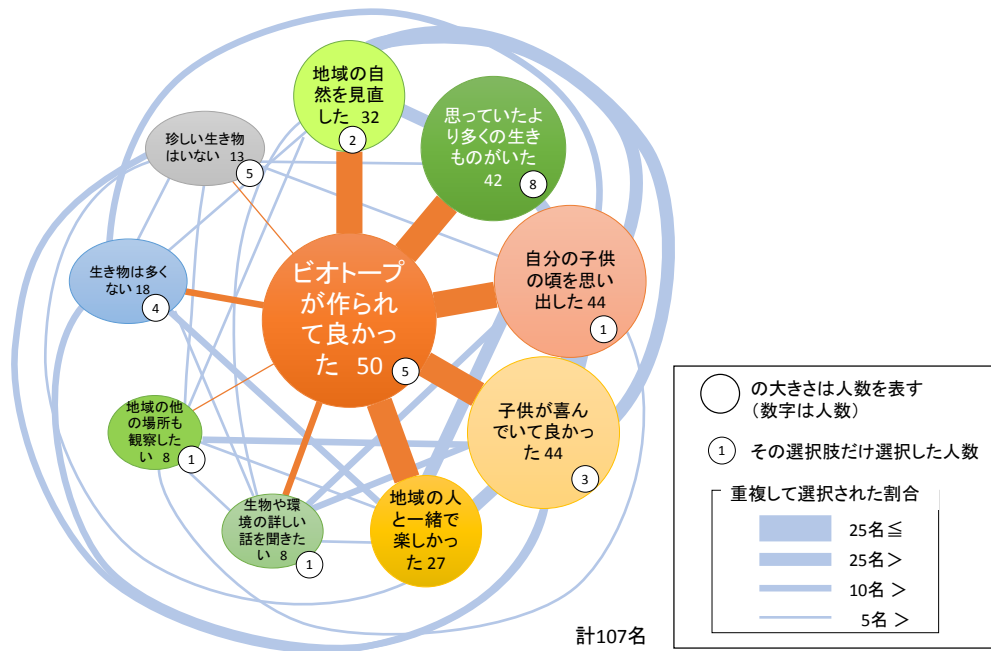 地域の自
然を見直
した 32
2
思っていたよ
り多くの生き
ものがいた
42
8
珍しい生き物
はいない 13
5
自分の子供
の頃を思い
出した 44
1
ビオトープ
が作られ
て良かっ
た 50
5
生き物は多く
ない 18
4
子供が喜ん
でいて良かっ
た 44
3
地域の他
の場所も
観察した
い 8
1
地域の人
と一緒で
楽しかっ
た 27
生物や環
境の詳しい
話を聞きた
い 8
1
計107名
の大きさは人数を表す
（数字は人数）
1 その選択肢だけ選択した人数
重複して選択された割合
25名≦
25名＞
10名＞
5名＞